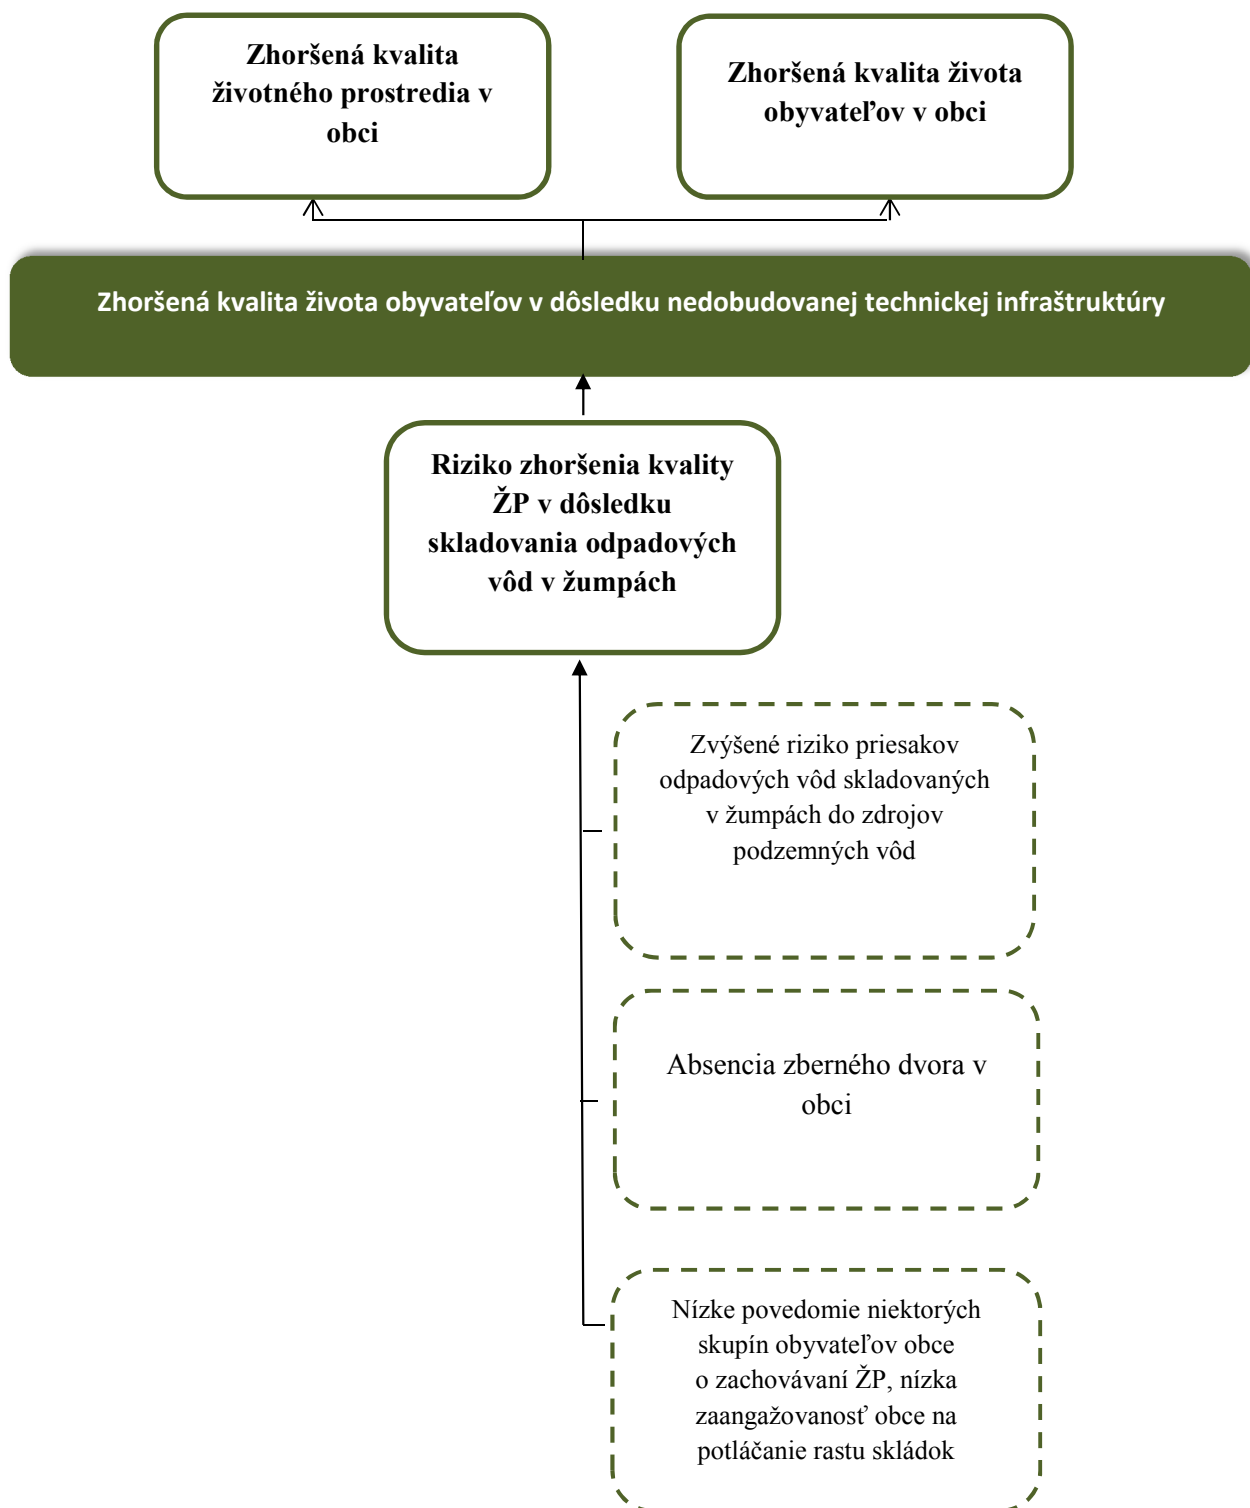 Zhoršená kvalita
životného prostredia v
obci
Zhoršená kvalita života
obyvateľov v obci
Zhoršená kvalita života obyvateľov v dôsledku nedobudovanej technickej infraštruktúry
Riziko zhoršenia kvality
ŽP v dôsledku
skladovania odpadových
vôd v žumpách
Zvýšené riziko priesakov
odpadových vôd skladovaných
v žumpách do zdrojov
podzemných vôd
Absencia zberného dvora v
obci
Nízke povedomie niektorých
skupín obyvateľov obce
o zachovávaní ŽP, nízka
zaangažovanosť obce na
potláčanie rastu skládok